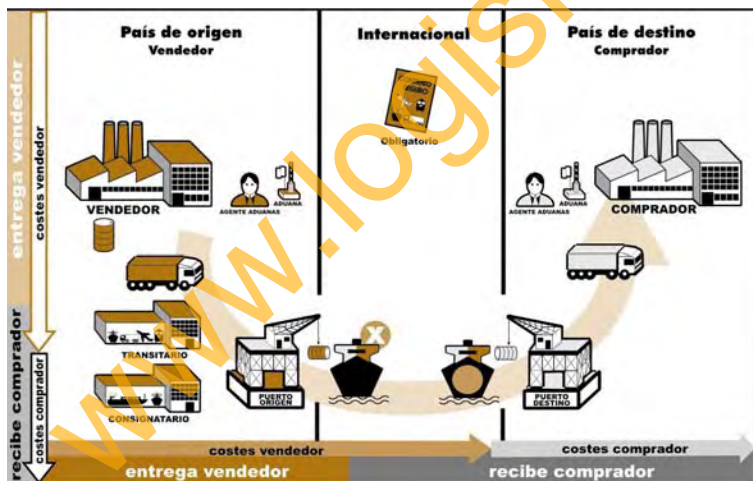 País de origen
Vendedor
Internacional
País de destino
Comprador
entrega vendedor
costes vendedor
recibe comprador
costes comprador
Obligatorio
VENDEDOR
AGENTE ADUANAS
ADUANA
AGENTE ADUANAS
ADUANA
COMPRADOR
TRANSITARIO
CONSIGNATARIO
PUERTO
ORIGEN
X
PUERTO
DESTINO
costes vendedor
costes comprador
entrega vendedor
recibe comprador
www.logis